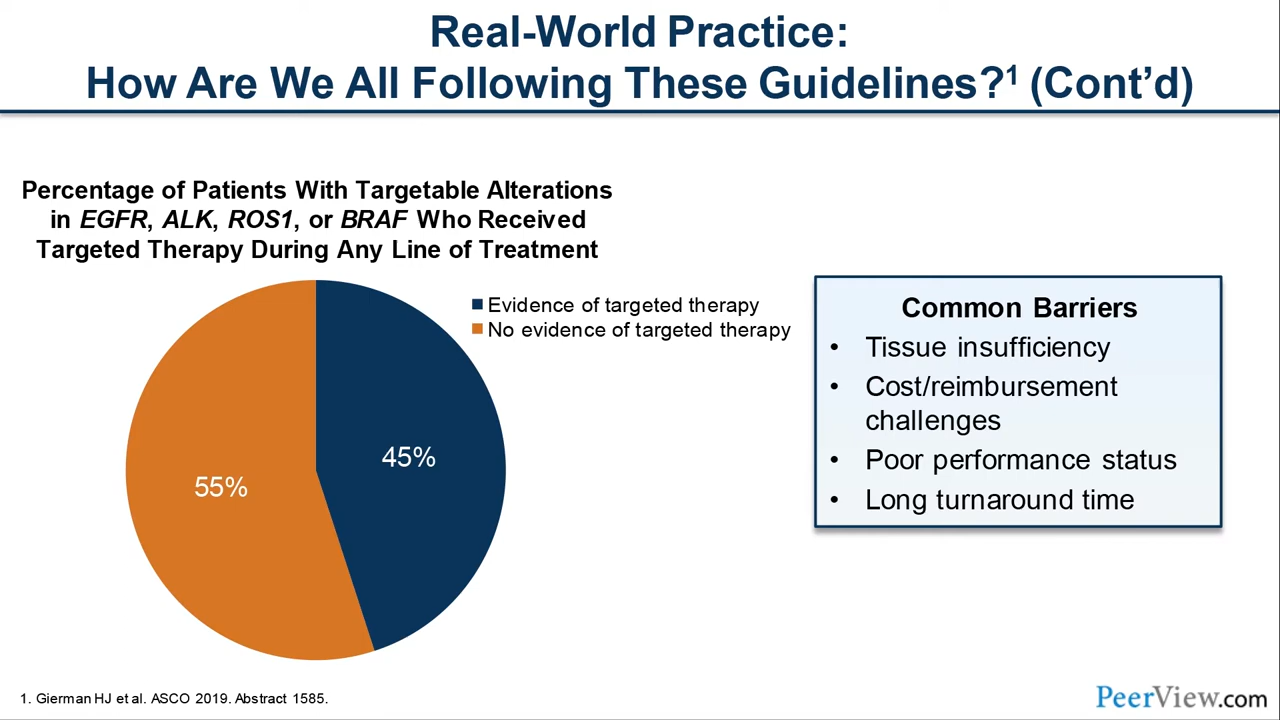 Real-World Practice:
How Are We All Following These Guidelines?¹ (Cont’d)
Percentage of Patients With Targetable Alterations
in EGFR, ALK, ROS1, or BRAF Who Received
Targeted Therapy During Any Line of Treatment
Evidence of targeted therapy
No evidence of targeted therapy
45%
55%
Common Barriers
• Tissue insufficiency
• Cost/reimbursement
challenges
• Poor performance status
• Long turnaround time
1. Gierman HJ et al. ASCO 2019. Abstract 1585.
PeerView.com